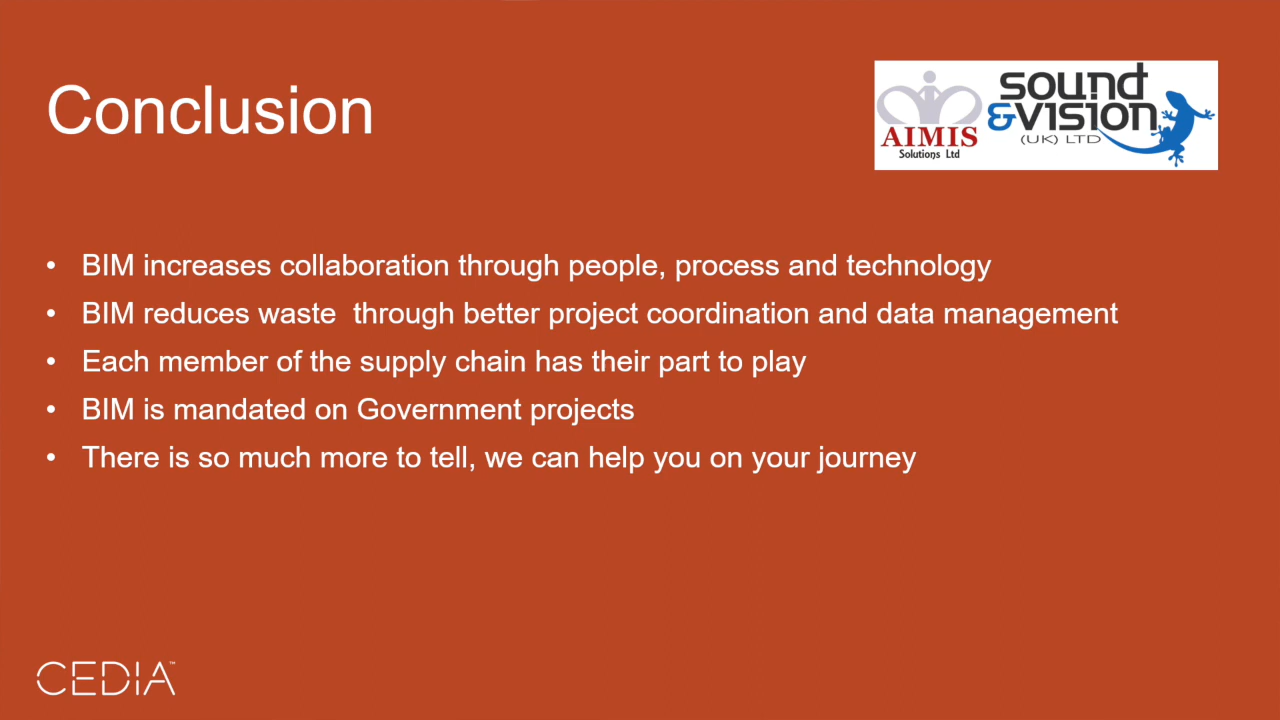 Conclusion
AIMIS
Solutions Ltd
sound
&vision
(UK) LTD
• BIM increases collaboration through people, process and technology
• BIM reduces waste  through better project coordination and data management
• Each member of the supply chain has their part to play
• BIM is mandated on Government projects
• There is so much more to tell, we can help you on your journey
CEDIA™